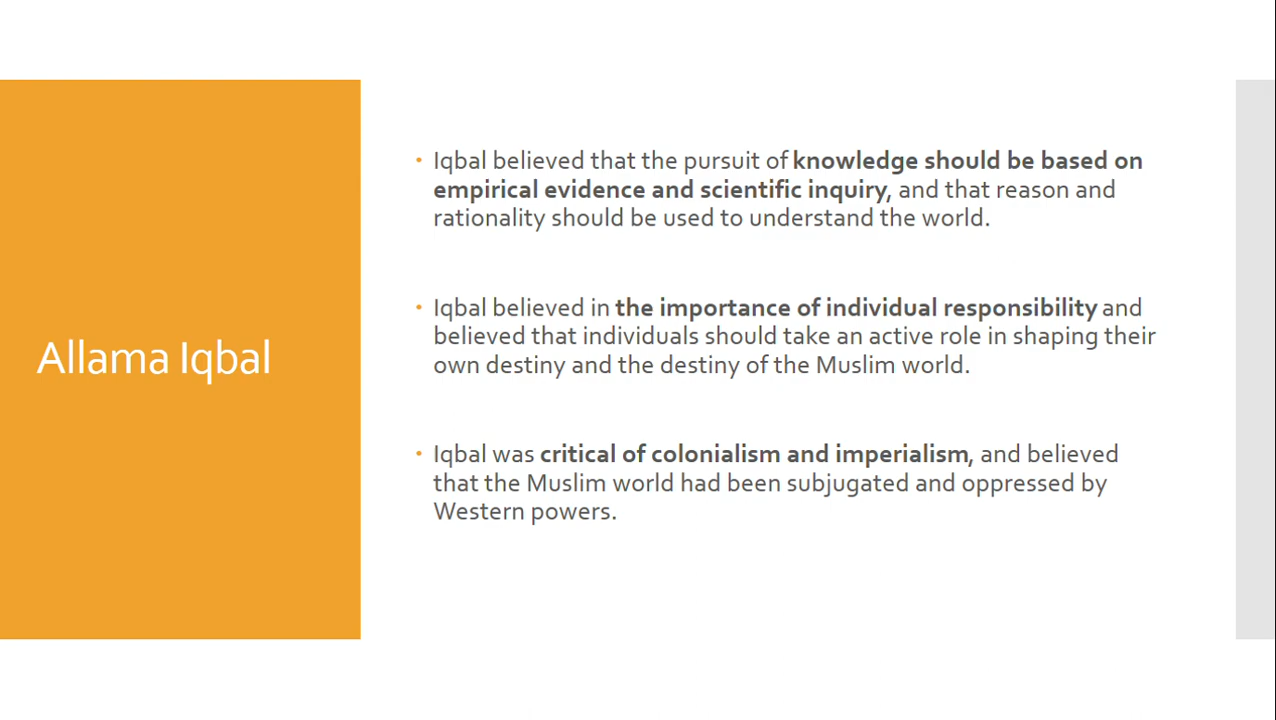 Allama Iqbal
• Iqbal believed that the pursuit of knowledge should be based on
empirical evidence and scientific inquiry, and that reason and
rationality should be used to understand the world.
• Iqbal believed in the importance of individual responsibility and
believed that individuals should take an active role in shaping their
own destiny and the destiny of the Muslim world.
• Iqbal was critical of colonialism and imperialism, and believed
that the Muslim world had been subjugated and oppressed by
Western powers.